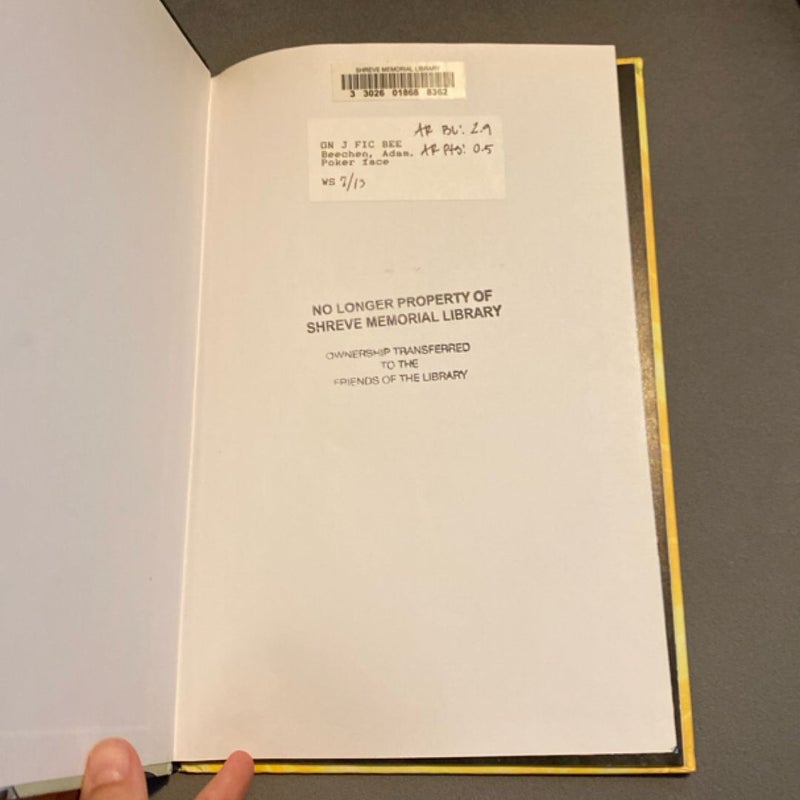 SHREVE MEMORIAL LIBRARY
3 3026 01868 8362
AR BL: 2.9
GN J FIC BEE
Beechen, Adam. AR Pts: 0.5
Poker face
WS 7/13
NO LONGER PROPERTY OF
SHREVE MEMORIAL LIBRARY
OWNERSHIP TRANSFERRED
TO THE
FRIENDS OF THE LIBRARY